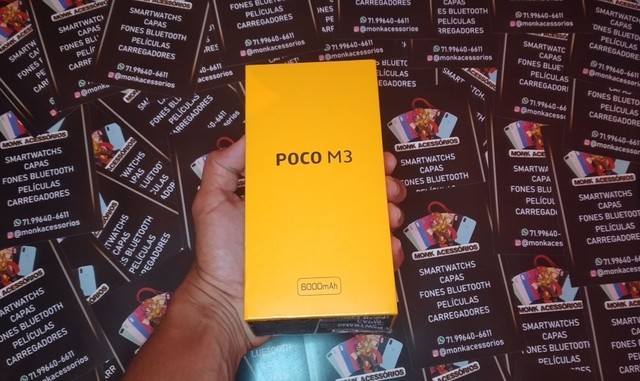 POCO M3
6000mAh
MONK ACESSÓRIOS
SMARTWATCHS
CAPAS
FONES BLUETOOTH
PELÍCULAS
CARREGADORES
71.99640-6611
@monkacessorios